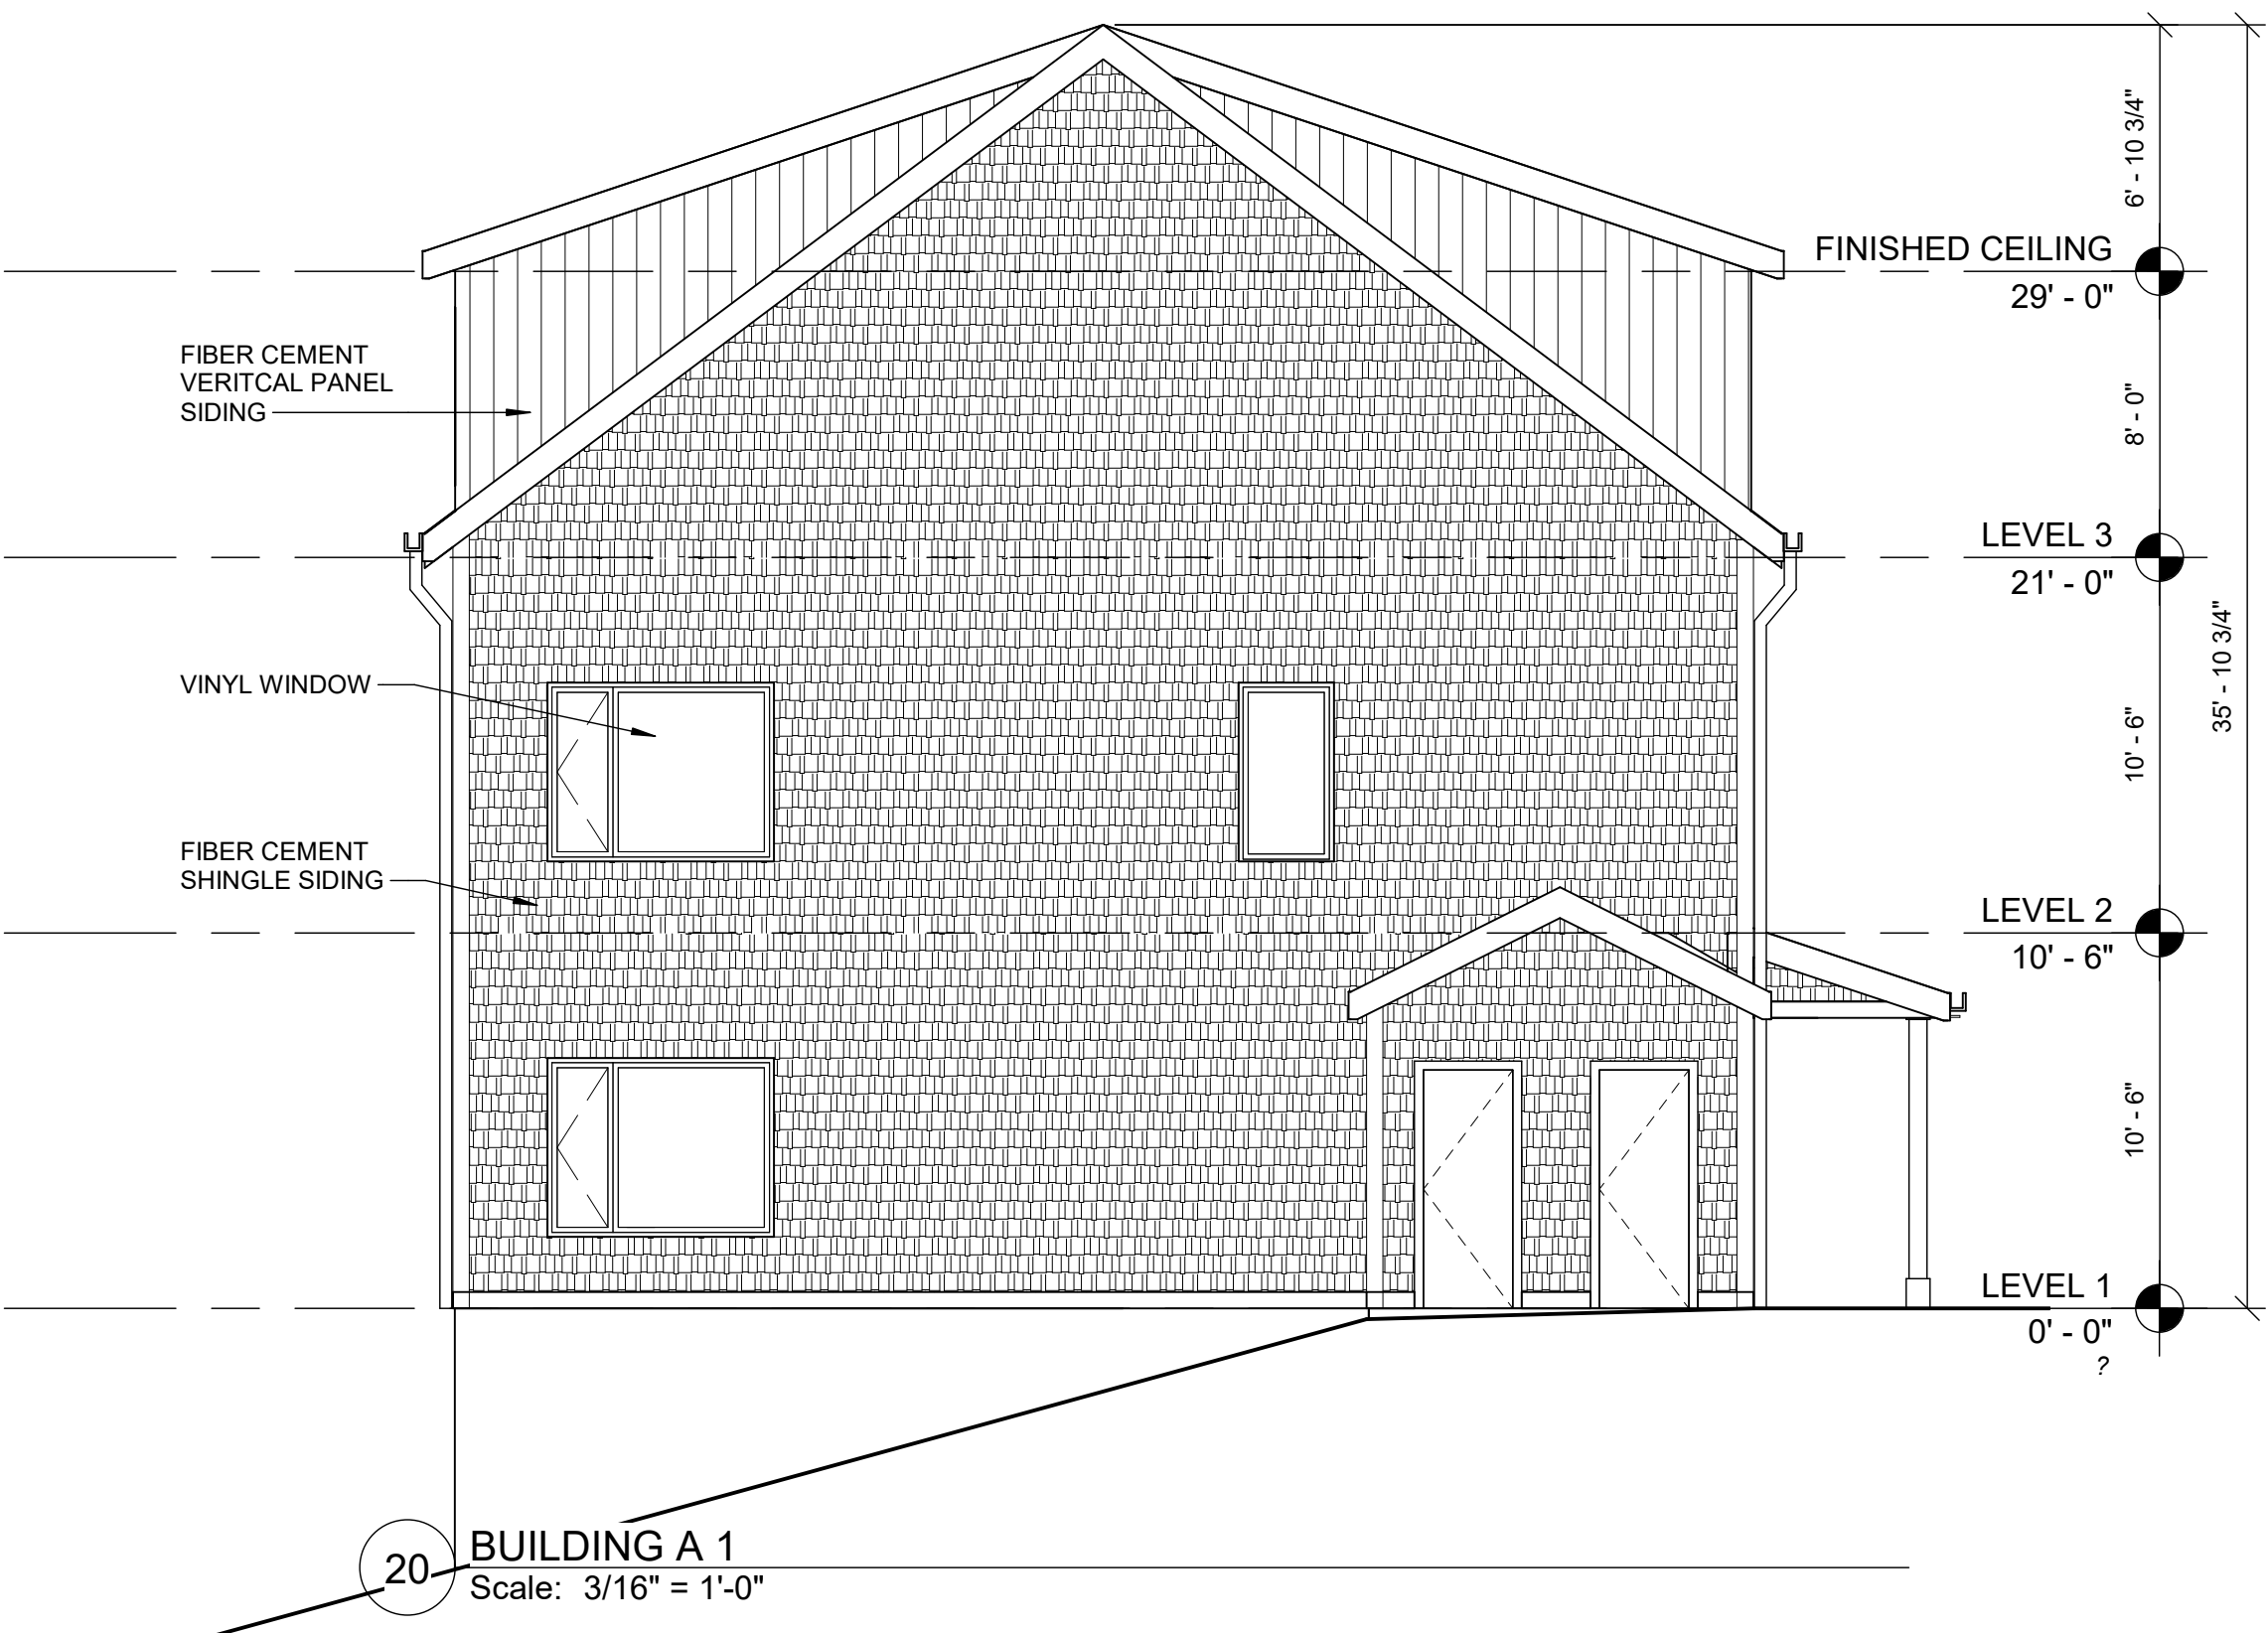 6' - 10 3/4"
FINISHED CEILING
29' - 0"
FIBER CEMENT
VERITCAL PANEL
SIDING
8' - 0"
LEVEL 3
21' - 0"
35' - 10 3/4"
VINYL WINDOW
10' - 6"
FIBER CEMENT
SHINGLE SIDING
LEVEL 2
10' - 6"
10' - 6"
LEVEL 1
0' - 0"
?
20
BUILDING A 1
Scale: 3/16" = 1'-0"